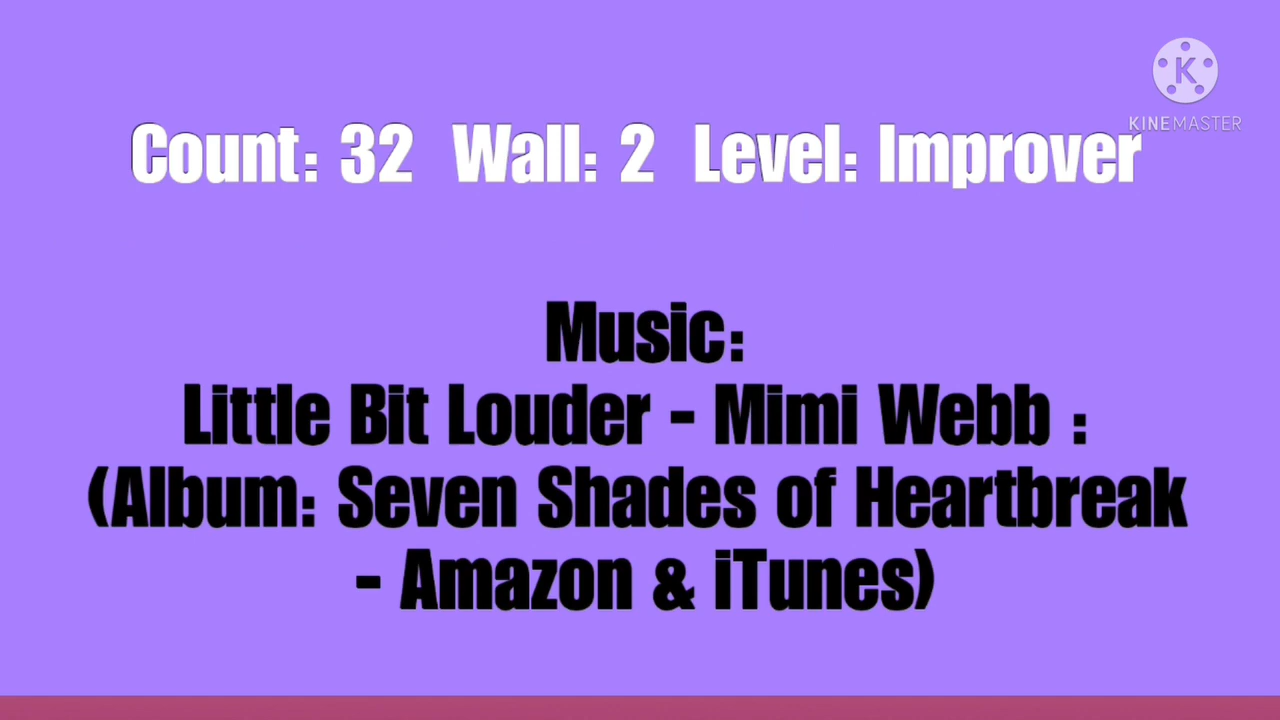 KINEMASTER
Count: 32 Wall: 2 Level: Improver
Music:
Little Bit Louder - Mimi Webb :
(Album: Seven Shades of Heartbreak
- Amazon & iTunes)